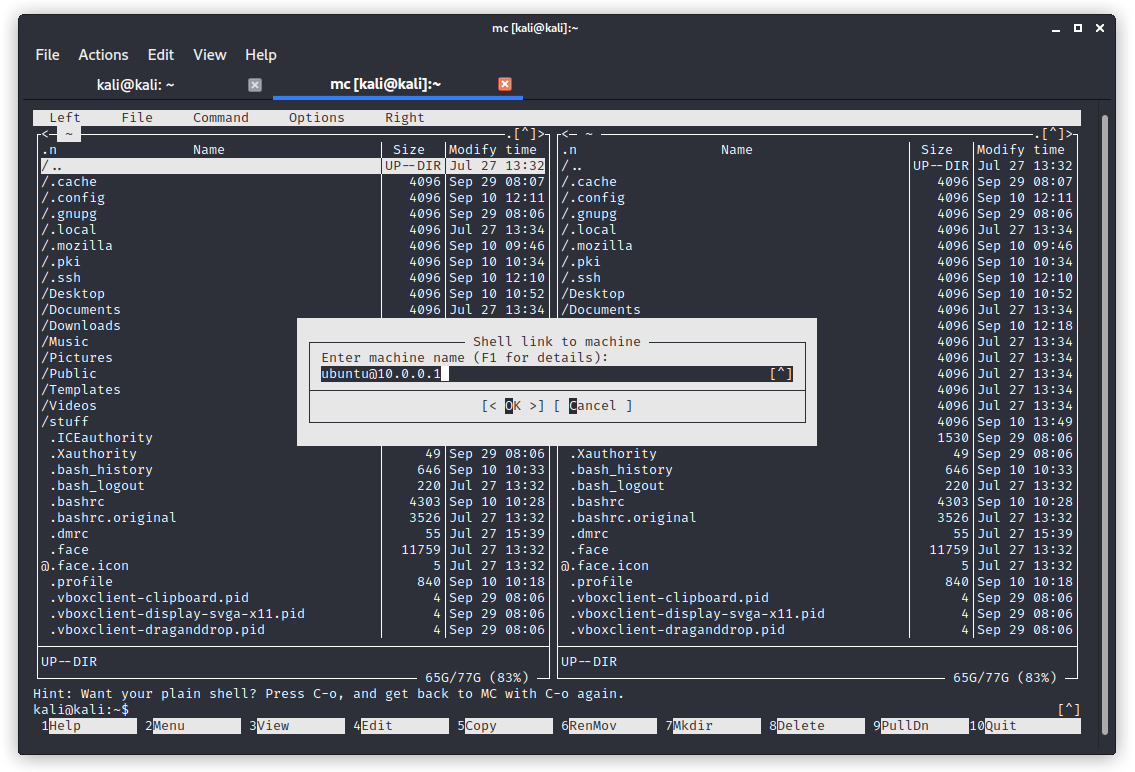 mc [kali@kali]:~
File Actions Edit View Help
kali@kali: ~ mc [kali@kali]:~
Left File Command Options Right
<─ ~ ─.[^]> <─ ~ ─.[^]>
.n Name Size Modify time .n Name Size Modify time
/.. UP--DIR Jul 27 13:32 /.. UP--DIR Jul 27 13:32
/.cache 4096 Sep 29 08:07 /.cache 4096 Sep 29 08:07
/.config 4096 Sep 10 12:11 /.config 4096 Sep 10 12:11
/.gnupg 4096 Sep 29 08:06 /.gnupg 4096 Sep 29 08:06
/.local 4096 Jul 27 13:34 /.local 4096 Jul 27 13:34
/.mozilla 4096 Sep 10 09:46 /.mozilla 4096 Sep 10 09:46
/.pki 4096 Sep 10 10:34 /.pki 4096 Sep 10 10:34
/.ssh 4096 Sep 10 12:10 /.ssh 4096 Sep 10 12:10
/Desktop 4096 Sep 10 10:52 /Desktop 4096 Sep 10 10:52
/Documents 4096 Jul 27 13:34 /Documents 4096 Jul 27 13:34
/Downloads 4096 Sep 10 12:18
/Music Shell link to machine 4096 Jul 27 13:34
/Pictures Enter machine name (F1 for details): 4096 Jul 27 13:34
/Public ubuntu@10.0.0.1 [^] 4096 Jul 27 13:34
/Templates 4096 Jul 27 13:34
/Videos [< OK >] [ Cancel ] 4096 Jul 27 13:34
/stuff 4096 Sep 10 13:49
.ICEauthority 1530 Sep 29 08:06
.Xauthority 49 Sep 29 08:06 .Xauthority 49 Sep 29 08:06
.bash_history 646 Sep 10 10:33 .bash_history 646 Sep 10 10:33
.bash_logout 220 Jul 27 13:32 .bash_logout 220 Jul 27 13:32
.bashrc 4303 Sep 10 10:28 .bashrc 4303 Sep 10 10:28
.bashrc.original 3526 Jul 27 13:32 .bashrc.original 3526 Jul 27 13:32
.dmrc 55 Jul 27 15:39 .dmrc 55 Jul 27 15:39
.face 11759 Jul 27 13:32 .face 11759 Jul 27 13:32
@.face.icon 5 Jul 27 13:32 @.face.icon 5 Jul 27 13:32
.profile 840 Sep 10 10:18 .profile 840 Sep 10 10:18
.vboxclient-clipboard.pid 4 Sep 29 08:06 .vboxclient-clipboard.pid 4 Sep 29 08:06
.vboxclient-display-svga-x11.pid 4 Sep 29 08:06 .vboxclient-display-svga-x11.pid 4 Sep 29 08:06
.vboxclient-draganddrop.pid 4 Sep 29 08:06 .vboxclient-draganddrop.pid 4 Sep 29 08:06
UP--DIR UP--DIR
65G/77G (83%) 65G/77G (83%)
Hint: Want your plain shell? Press C-o, and get back to MC with C-o again.
kali@kali:~$ [^]
1Help 2Menu 3View 4Edit 5Copy 6RenMov 7Mkdir 8Delete 9PullDn 10Quit